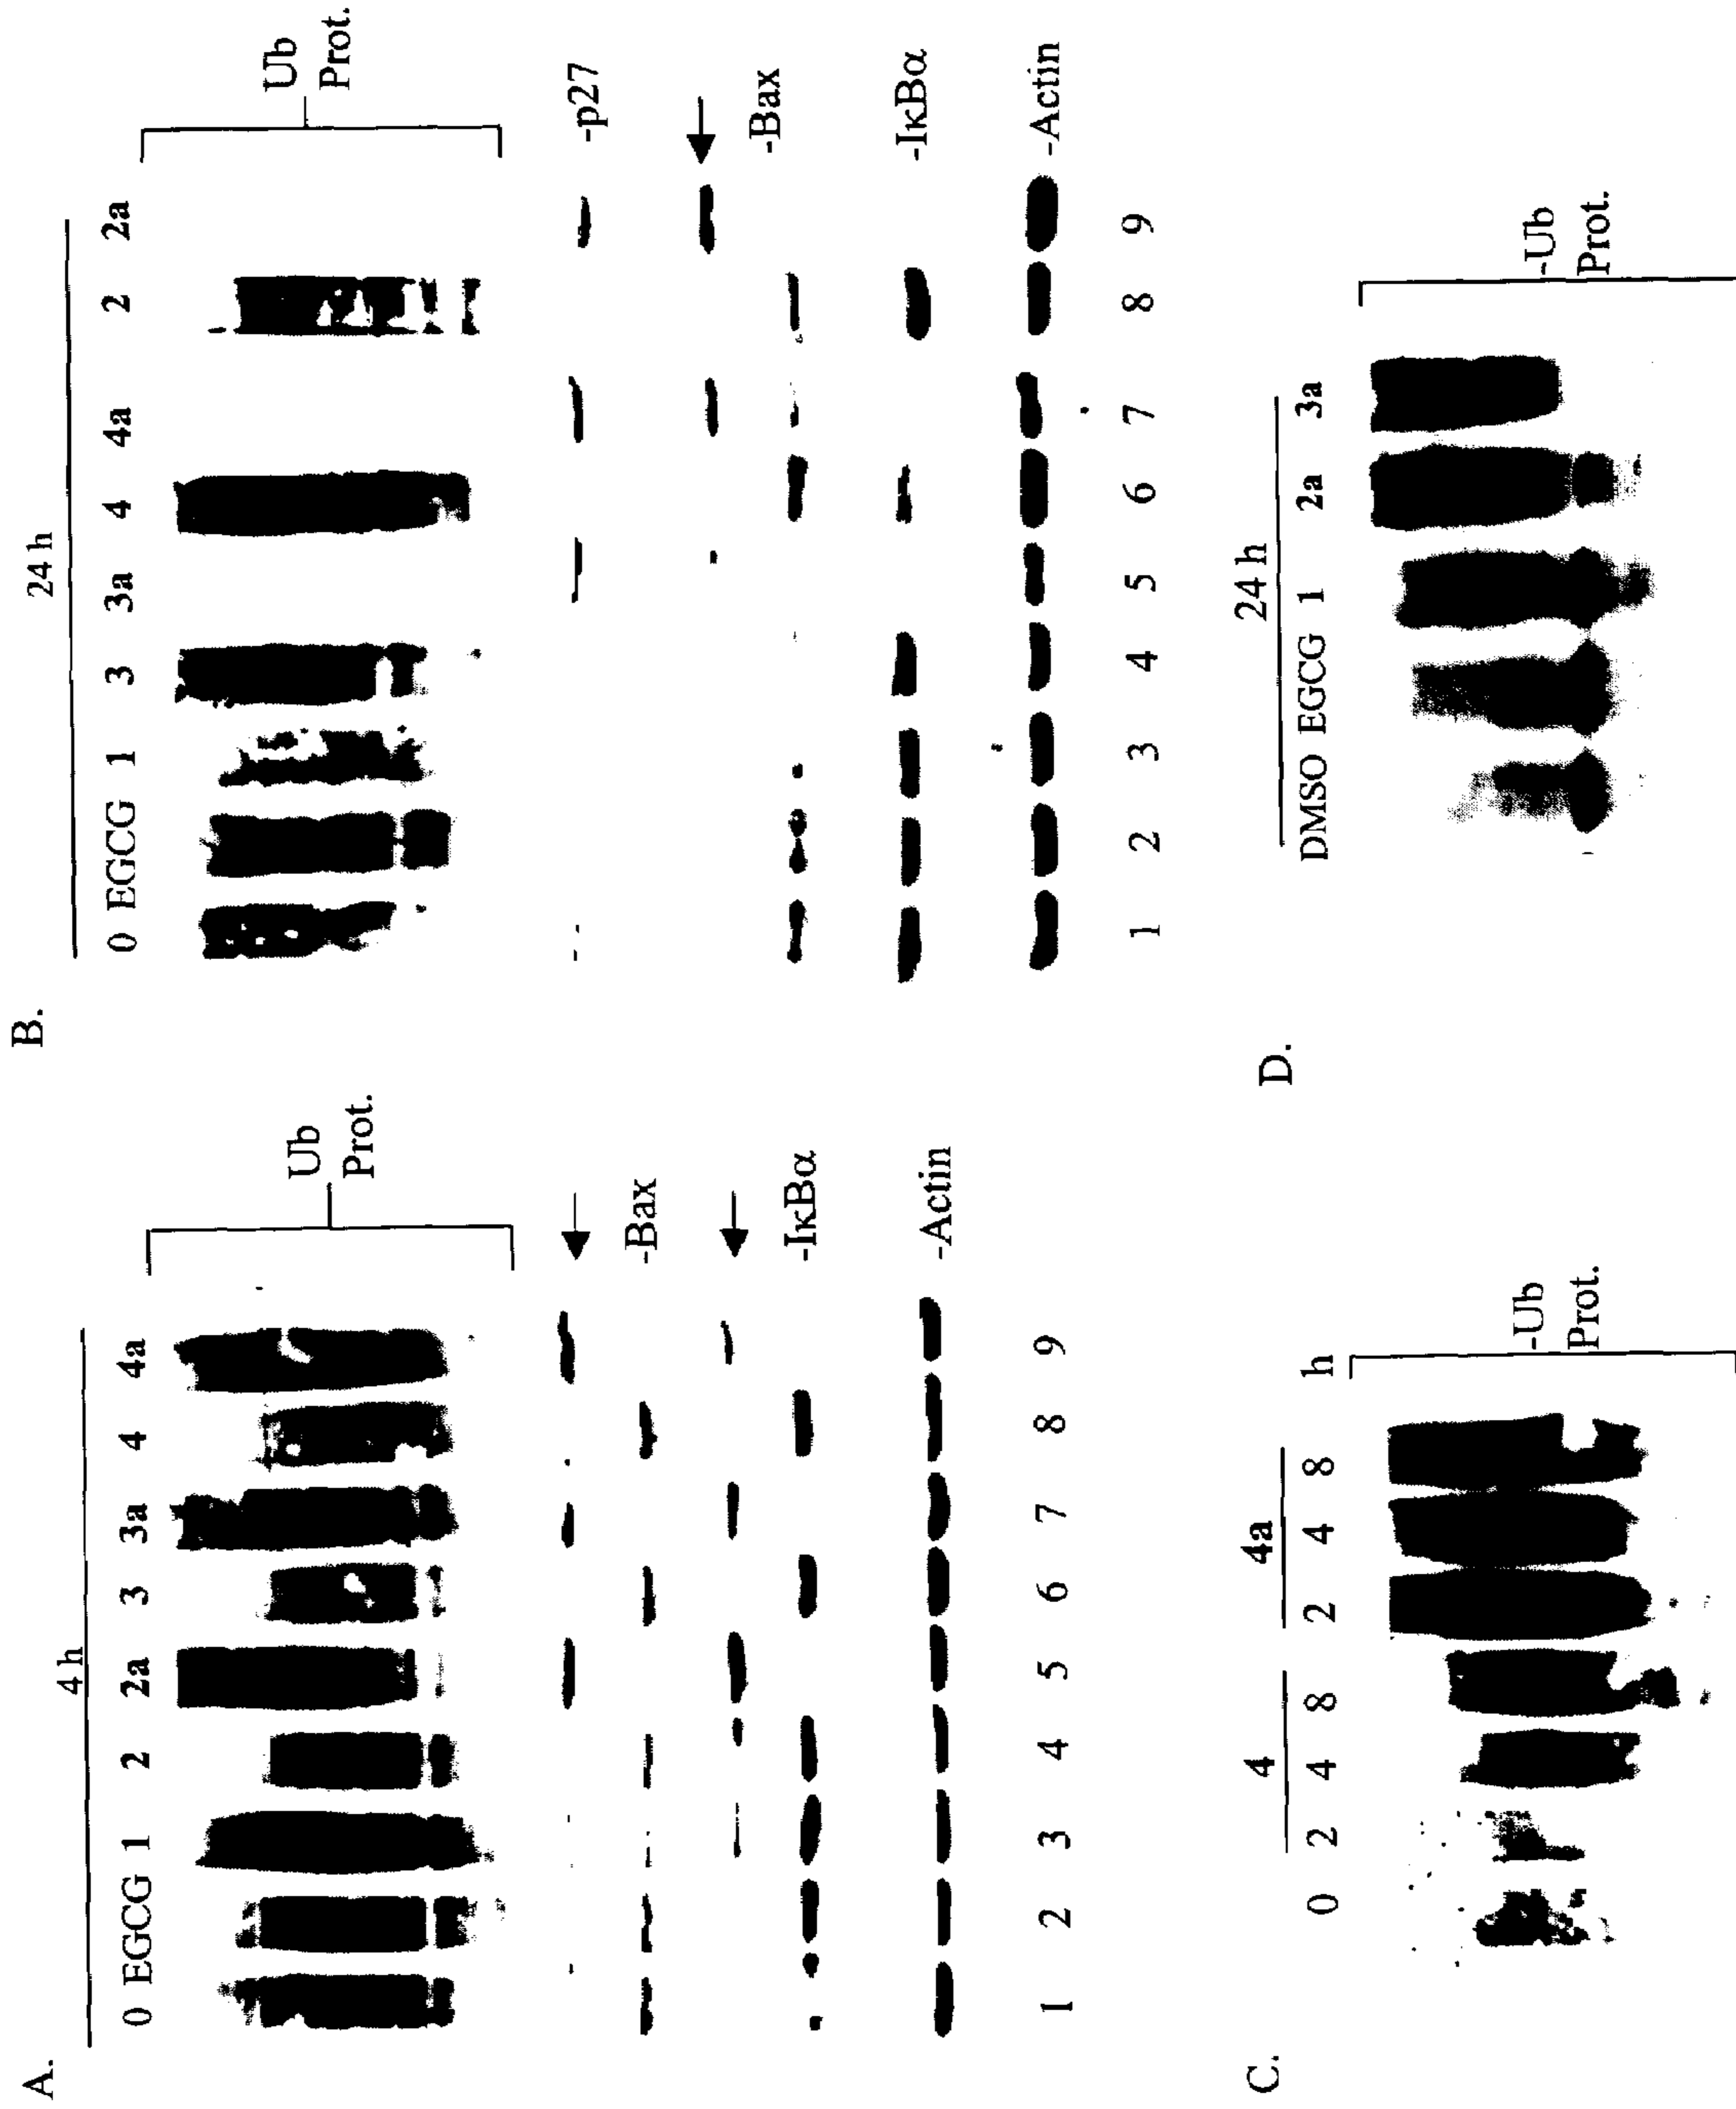 A.
4 h
0 EGCG 1 2 2a 3 3a 4 4a
Ub
Prot.
-Bax
-IκBα
-Actin
1 2 3 4 5 6 7 8 9
B.
24 h
0 EGCG 1 3 3a 4 4a 2 2a
Ub
Prot.
-p27
-Bax
-IκBα
-Actin
1 2 3 4 5 6 7 8 9
C.
4 4a
0 2 4 8 2 4 8 h
-Ub
Prot.
D.
24 h
DMSO EGCG 1 2a 3a
-Ub
Prot.